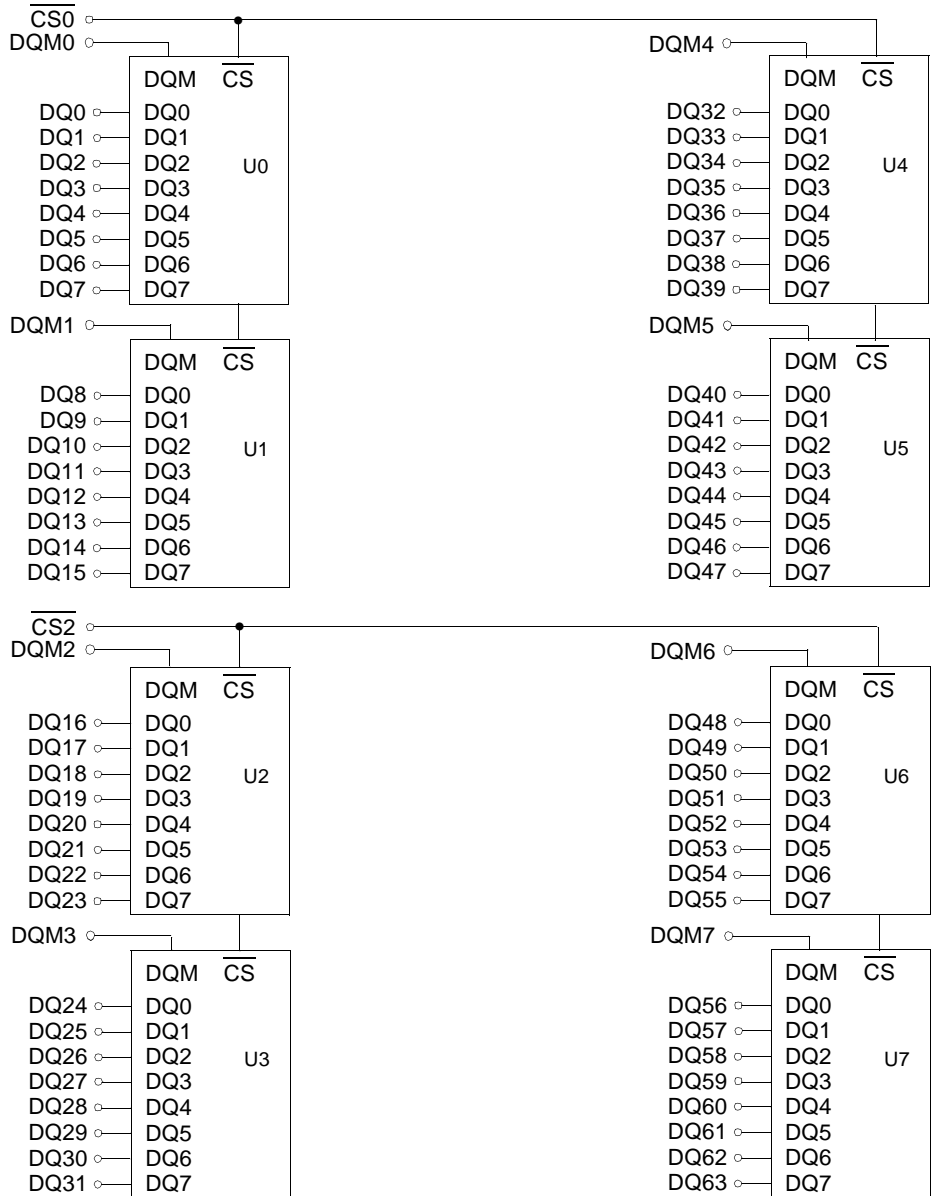 CS0
DQM0
DQM CS
DQ0 DQ0
DQ1 DQ1
DQ2 DQ2 U0
DQ3 DQ3
DQ4 DQ4
DQ5 DQ5
DQ6 DQ6
DQ7 DQ7
DQM1
DQM CS
DQ8 DQ0
DQ9 DQ1
DQ10 DQ2 U1
DQ11 DQ3
DQ12 DQ4
DQ13 DQ5
DQ14 DQ6
DQ15 DQ7
DQM4
DQM CS
DQ32 DQ0
DQ33 DQ1
DQ34 DQ2 U4
DQ35 DQ3
DQ36 DQ4
DQ37 DQ5
DQ38 DQ6
DQ39 DQ7
DQM5
DQM CS
DQ40 DQ0
DQ41 DQ1
DQ42 DQ2 U5
DQ43 DQ3
DQ44 DQ4
DQ45 DQ5
DQ46 DQ6
DQ47 DQ7
CS2
DQM2
DQM CS
DQ16 DQ0
DQ17 DQ1
DQ18 DQ2 U2
DQ19 DQ3
DQ20 DQ4
DQ21 DQ5
DQ22 DQ6
DQ23 DQ7
DQM3
DQM CS
DQ24 DQ0
DQ25 DQ1
DQ26 DQ2 U3
DQ27 DQ3
DQ28 DQ4
DQ29 DQ5
DQ30 DQ6
DQ31 DQ7
DQM6
DQM CS
DQ48 DQ0
DQ49 DQ1
DQ50 DQ2 U6
DQ51 DQ3
DQ52 DQ4
DQ53 DQ5
DQ54 DQ6
DQ55 DQ7
DQM7
DQM CS
DQ56 DQ0
DQ57 DQ1
DQ58 DQ2 U7
DQ59 DQ3
DQ60 DQ4
DQ61 DQ5
DQ62 DQ6
DQ63 DQ7